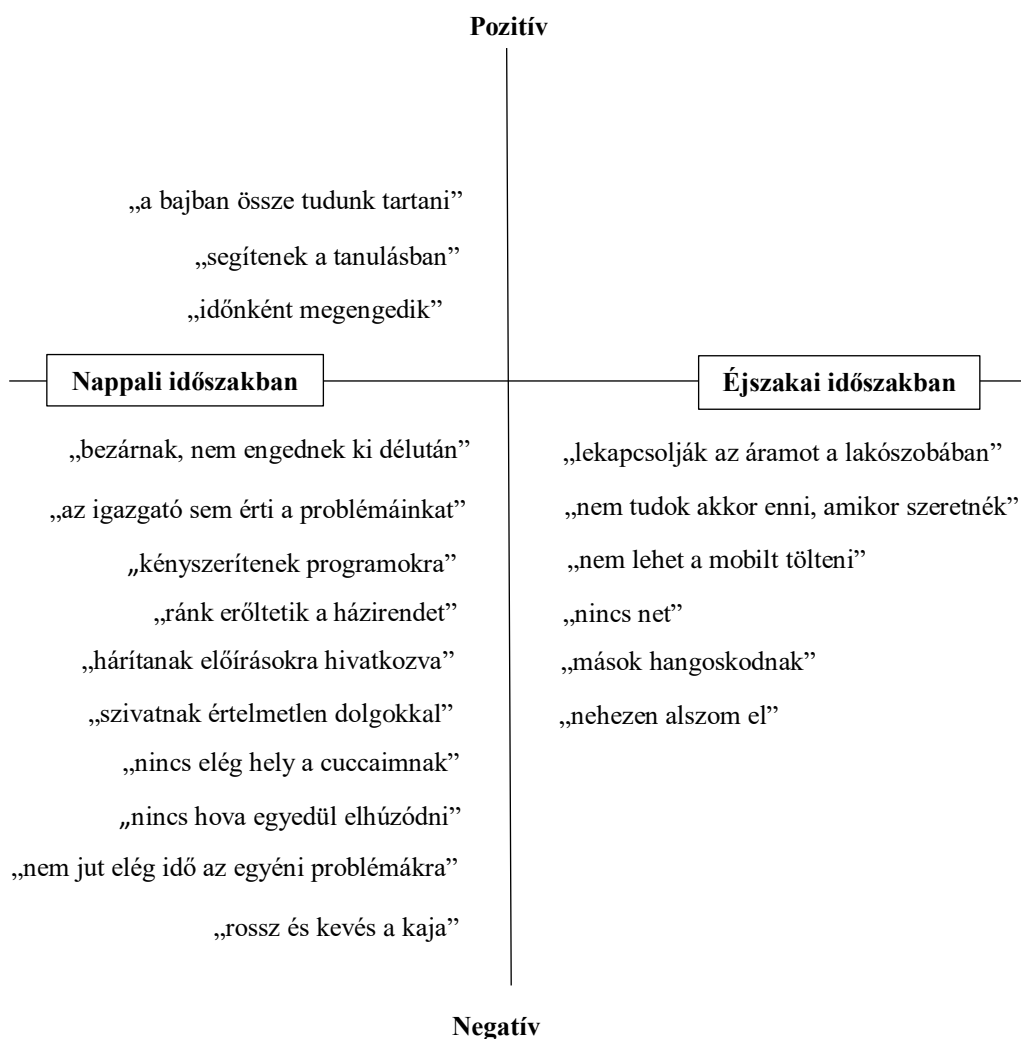 Pozitív
„a bajban össze tudunk tartani”
„segítenek a tanulásban”
„időnként megengedik”
Nappali időszakban
Éjszakai időszakban
„bezárnak, nem engednek ki délután”
„az igazgató sem érti a problémáinkat”
„kényszerítenek programokra”
„ránk erőltetik a házirendet”
„hárítanak előírásokra hivatkozva”
„szivatnak értelmetlen dolgokkal”
„nincs elég hely a cuccaimnak”
„nincs hova egyedül elhúzódni”
„nem jut elég idő az egyéni problémákra”
„rossz és kevés a kaja”
„lekapcsolják az áramot a lakószobában”
„nem tudok akkor enni, amikor szeretnék”
„nem lehet a mobilt tölteni”
„nincs net”
„mások hangoskodnak”
„nehezen alszom el”
Negatív